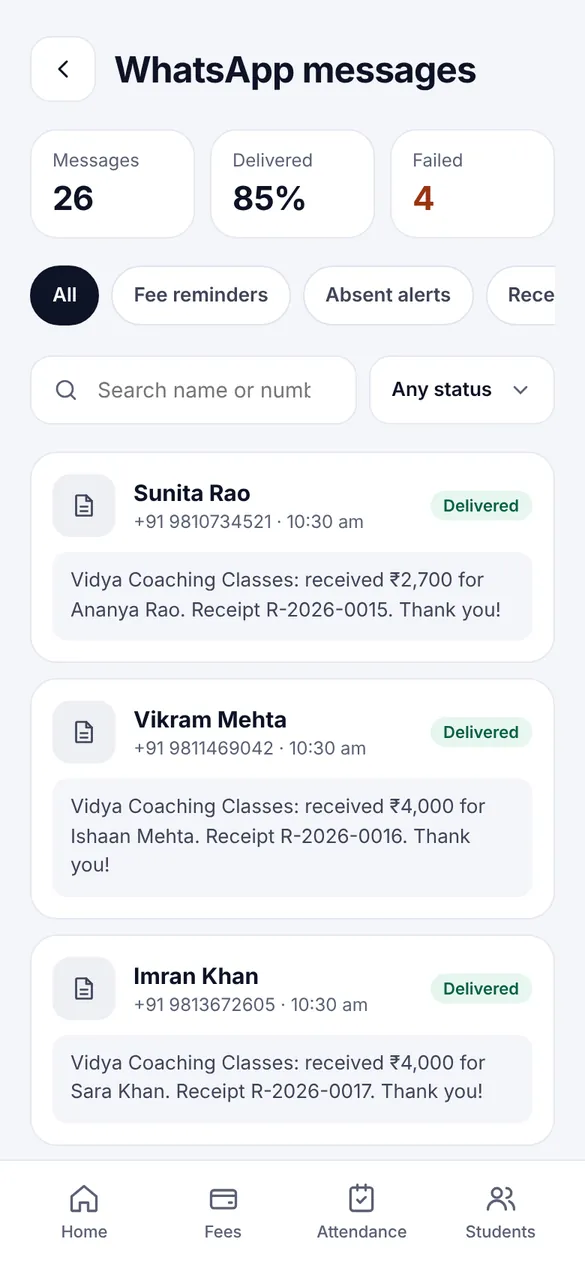 WhatsApp messages
Messages
26
Delivered
85%
Failed
4
All
Fee reminders
Absent alerts
Rece
Search name or numb
Any status
Sunita Rao
+91 9810734521 · 10:30 am
Delivered
Vidya Coaching Classes: received ₹2,700 for
Ananya Rao. Receipt R-2026-0015. Thank you!
Vikram Mehta
+91 9811469042 · 10:30 am
Delivered
Vidya Coaching Classes: received ₹4,000 for
Ishaan Mehta. Receipt R-2026-0016. Thank
you!
Imran Khan
+91 9813672605 · 10:30 am
Delivered
Vidya Coaching Classes: received ₹4,000 for
Sara Khan. Receipt R-2026-0017. Thank you!
Home
Fees
Attendance
Students